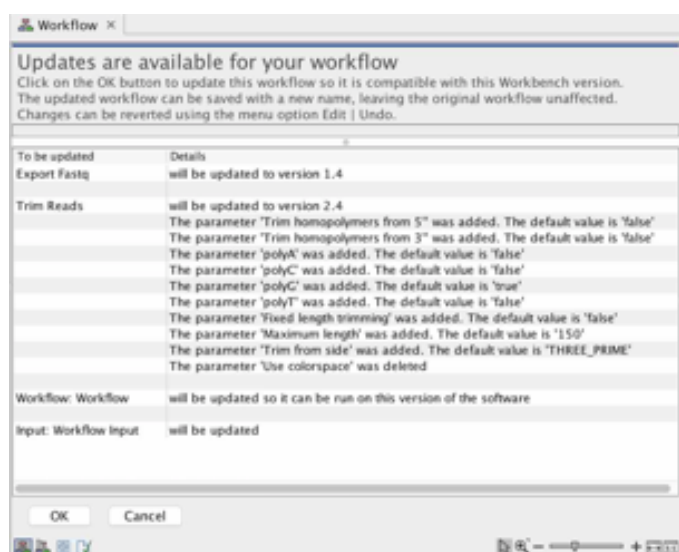 Workflow ×
Updates are available for your workflow
Click on the OK button to update this workflow so it is compatible with this Workbench version.
The updated workflow can be saved with a new name, leaving the original workflow unaffected.
Changes can be reverted using the menu option Edit | Undo.
To be updated Details
Export Fastq will be updated to version 1.4
Trim Reads will be updated to version 2.4
The parameter 'Trim homopolymers from 5'' was added. The default value is 'false'
The parameter 'Trim homopolymers from 3'' was added. The default value is 'false'
The parameter 'polyA' was added. The default value is 'false'
The parameter 'polyC' was added. The default value is 'false'
The parameter 'polyG' was added. The default value is 'true'
The parameter 'polyT' was added. The default value is 'false'
The parameter 'Fixed length trimming' was added. The default value is 'false'
The parameter 'Maximum length' was added. The default value is '150'
The parameter 'Trim from side' was added. The default value is 'THREE_PRIME'
The parameter 'Use colorspace' was deleted
Workflow: Workflow will be updated so it can be run on this version of the software
Input: Workflow Input will be updated
OK Cancel